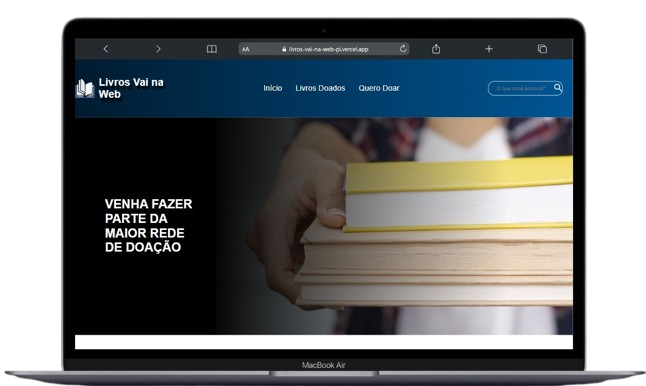 AA livros-vai-na-web-pi.vercel.app
Livros Vai na
Web
Início Livros Doados Quero Doar
O que você procura?
VENHA FAZER
PARTE DA
MAIOR REDE
DE DOAÇÃO
MacBook Air